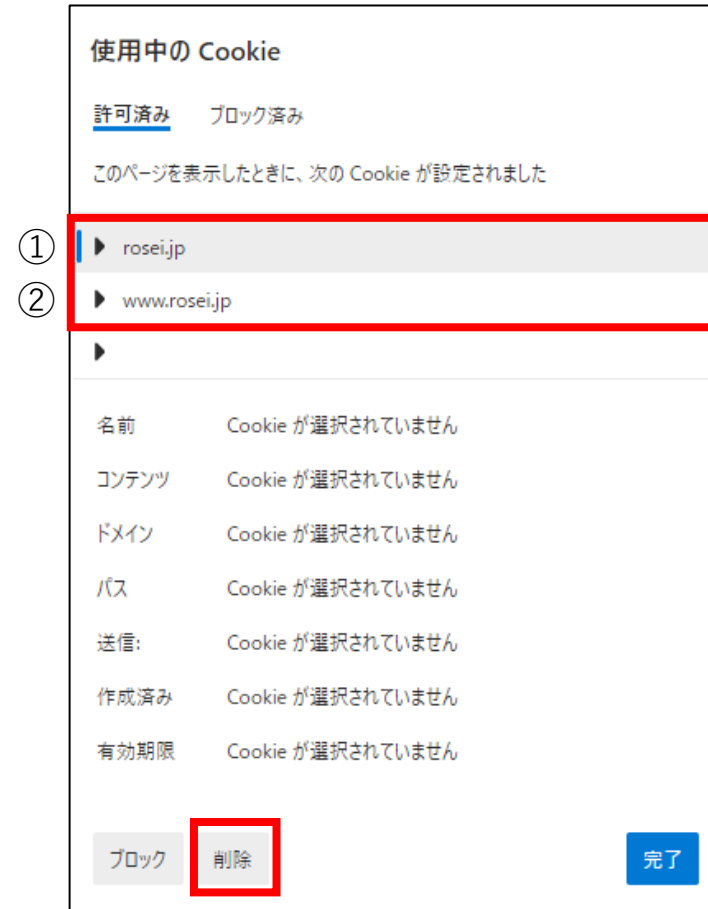 使用中の Cookie
許可済み ブロック済み
このページを表示したときに、次の Cookie が設定されました
① rosei.jp
② www.rosei.jp
名前 Cookie が選択されていません
コンテンツ Cookie が選択されていません
ドメイン Cookie が選択されていません
パス Cookie が選択されていません
送信: Cookie が選択されていません
作成済み Cookie が選択されていません
有効期限 Cookie が選択されていません
ブロック 削除 完了